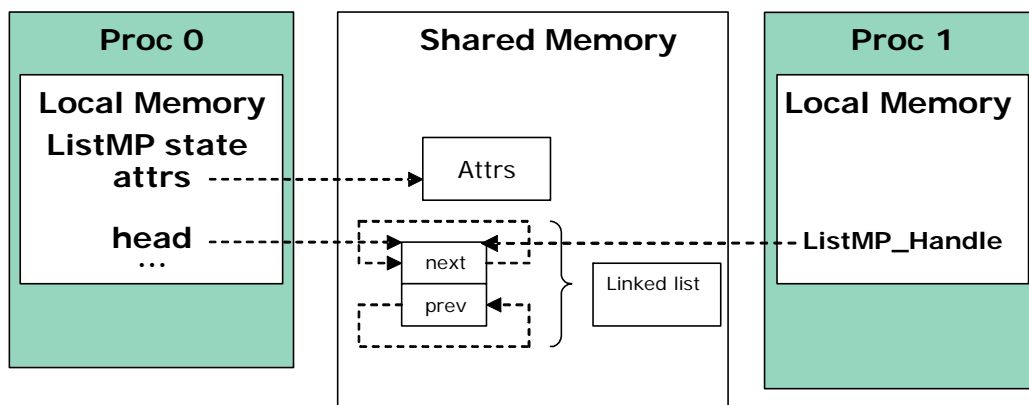 Proc 0
Local Memory
ListMP state
attrs
head
...
Shared Memory
Attrs
next
prev
Linked list
Proc 1
Local Memory
ListMP_Handle